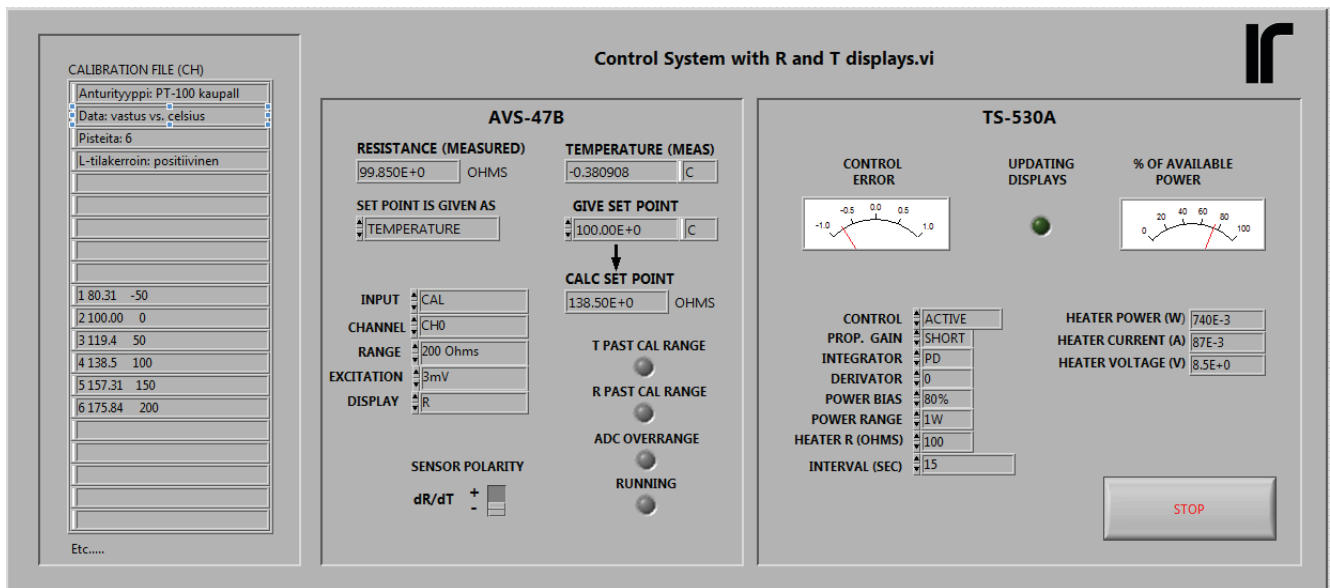 Control System with R and T displays.vi
CALIBRATION FILE (CH)
Anturityyppi: PT-100 kaupall
Data: vastus vs. celsius
Pisteita: 6
L-tilakerroin: positiivinen
1 80.31 -50
2 100.00 0
3 119.4 50
4 138.5 100
5 157.31 150
6 175.84 200
Etc.....
AVS-47B
RESISTANCE (MEASURED)
99.850E+0 OHMS
TEMPERATURE (MEAS)
-0.380908 C
SET POINT IS GIVEN AS
TEMPERATURE
GIVE SET POINT
100.00E+0 C
CALC SET POINT
138.50E+0 OHMS
INPUT CAL
CHANNEL CH0
RANGE 200 Ohms
EXCITATION 3mV
DISPLAY R
T PAST CAL RANGE
R PAST CAL RANGE
ADC OVERRANGE
RUNNING
SENSOR POLARITY
dR/dT + -
TS-530A
CONTROL
ERROR
-1.0 -0.5 0.0 0.5 1.0
UPDATING
DISPLAYS
% OF AVAILABLE
POWER
0 20 40 60 80 100
CONTROL ACTIVE
PROP. GAIN SHORT
INTEGRATOR PD
DERIVATOR 0
POWER BIAS 80%
POWER RANGE 1W
HEATER R (OHMS) 100
INTERVAL (SEC) 15
HEATER POWER (W) 740E-3
HEATER CURRENT (A) 87E-3
HEATER VOLTAGE (V) 8.5E+0
STOP